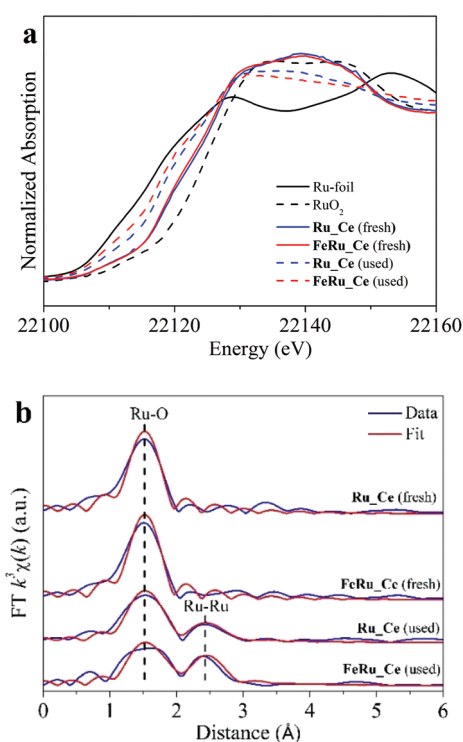 a
Normalized Absorption
Ru-foil
RuO₂
Ru_Ce (fresh)
FeRu_Ce (fresh)
Ru_Ce (used)
FeRu_Ce (used)
22100 22120 22140 22160
Energy (eV)
b
Ru-O
Data
Fit
FT k³χ(k) (a.u.)
Ru_Ce (fresh)
FeRu_Ce (fresh)
Ru-Ru
Ru_Ce (used)
FeRu_Ce (used)
0 1 2 3 4 5 6
Distance (Å)